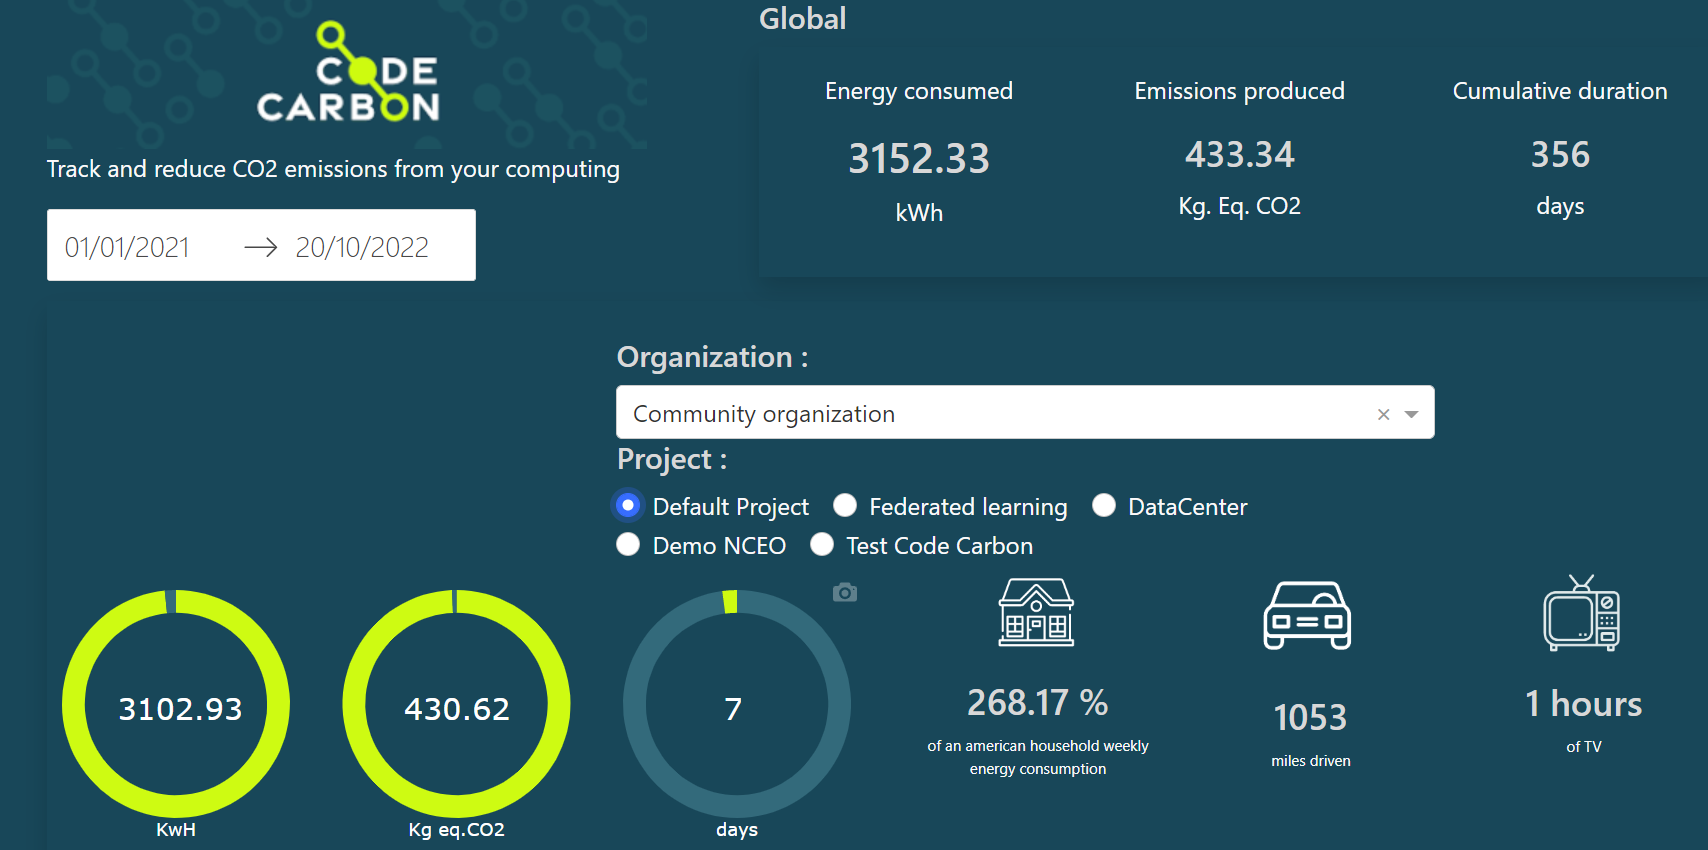 CODE
CARBON
Track and reduce CO2 emissions from your computing
01/01/2021 → 20/10/2022
Global
Energy consumed
3152.33
kWh
Emissions produced
433.34
Kg. Eq. CO2
Cumulative duration
356
days
Organization :
Community organization
Project :
Default Project Federated learning DataCenter
Demo NCEO Test Code Carbon
3102.93
KwH
430.62
Kg eq.CO2
7
days
268.17 %
of an american household weekly
energy consumption
1053
miles driven
1 hours
of TV